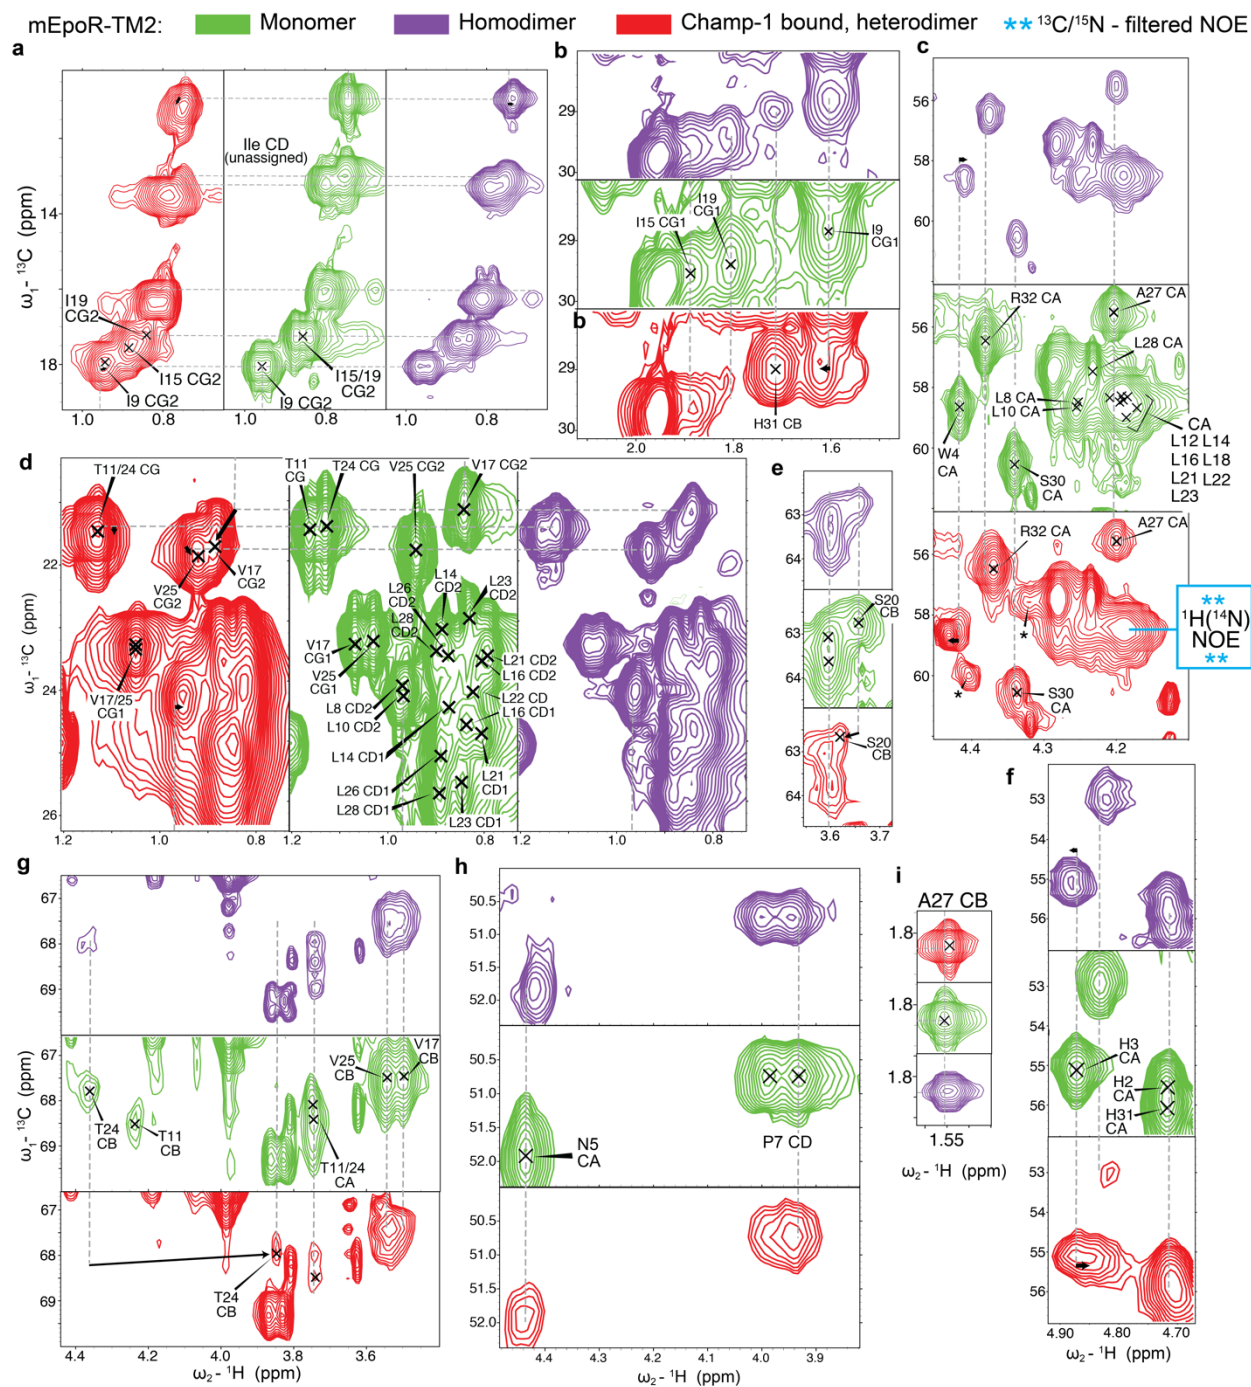 mEpoR-TM2: Monomer Homodimer Champ-1 bound, heterodimer ** ¹³C/¹⁵N - filtered NOE
a
Ile CD
(unassigned)
I19
CG2
I15 CG2
I9 CG2
I9 CG2
I15/19
CG2
14
18
ω₁- ¹³C (ppm)
1.0 0.8 1.0 0.8 1.0 0.8
b
29
30
I15 CG1
I19
CG1
I9
CG1
29
30
b
29
30
H31 CB
2.0 1.8 1.6
c
56
58
60
R32 CA
A27 CA
L28 CA
L8 CA
L10 CA
W4
CA
S30
CA
CA
L12 L14
L16 L18
L21 L22
L23
56
58
60
R32 CA
A27 CA
*
*
S30
CA
56
58
60
**
¹H(¹⁴N)
NOE
**
4.4 4.3 4.2
d
T11/24 CG
V25
CG2
V17
CG2
V17/25
CG1
T11
CG
T24 CG
V25 CG2
V17 CG2
L26
CD2
L14
CD2
L23
CD2
L28
CD2
V17
CG1
V25
CG1
L21 CD2
L16 CD2
L8 CD2
L10 CD2
L22 CD
L16 CD1
L14 CD1
L21
CD1
L26 CD1
L28 CD1
L23 CD1
22
24
26
ω₁- ¹³C (ppm)
1.2 1.0 0.8 1.2 1.0 0.8 1.2 1.0 0.8
e
63
64
S20
CB
63
64
S20
CB
63
64
3.6 3.7
f
53
55
56
H3
CA
H2
CA
H31
CA
53
54
55
56
53
54
55
56
4.90 4.80 4.70
ω₂ - ¹H (ppm)
g
67
68
69
V25
CB
V17
CB
T24
CB
T11
CB
T11/24
CA
67
68
69
T24
CB
67
68
69
ω₁- ¹³C (ppm)
4.4 4.2 4.0 3.8 3.6
ω₂ - ¹H (ppm)
h
50.5
51.0
51.5
52.0
N5
CA
P7 CD
50.5
51.0
51.5
52.0
50.5
51.0
51.5
52.0
4.4 4.3 4.2 4.1 4.0 3.9
ω₂ - ¹H (ppm)
i
A27 CB
1.8
1.8
1.8
1.55
ω₂ - ¹H (ppm)